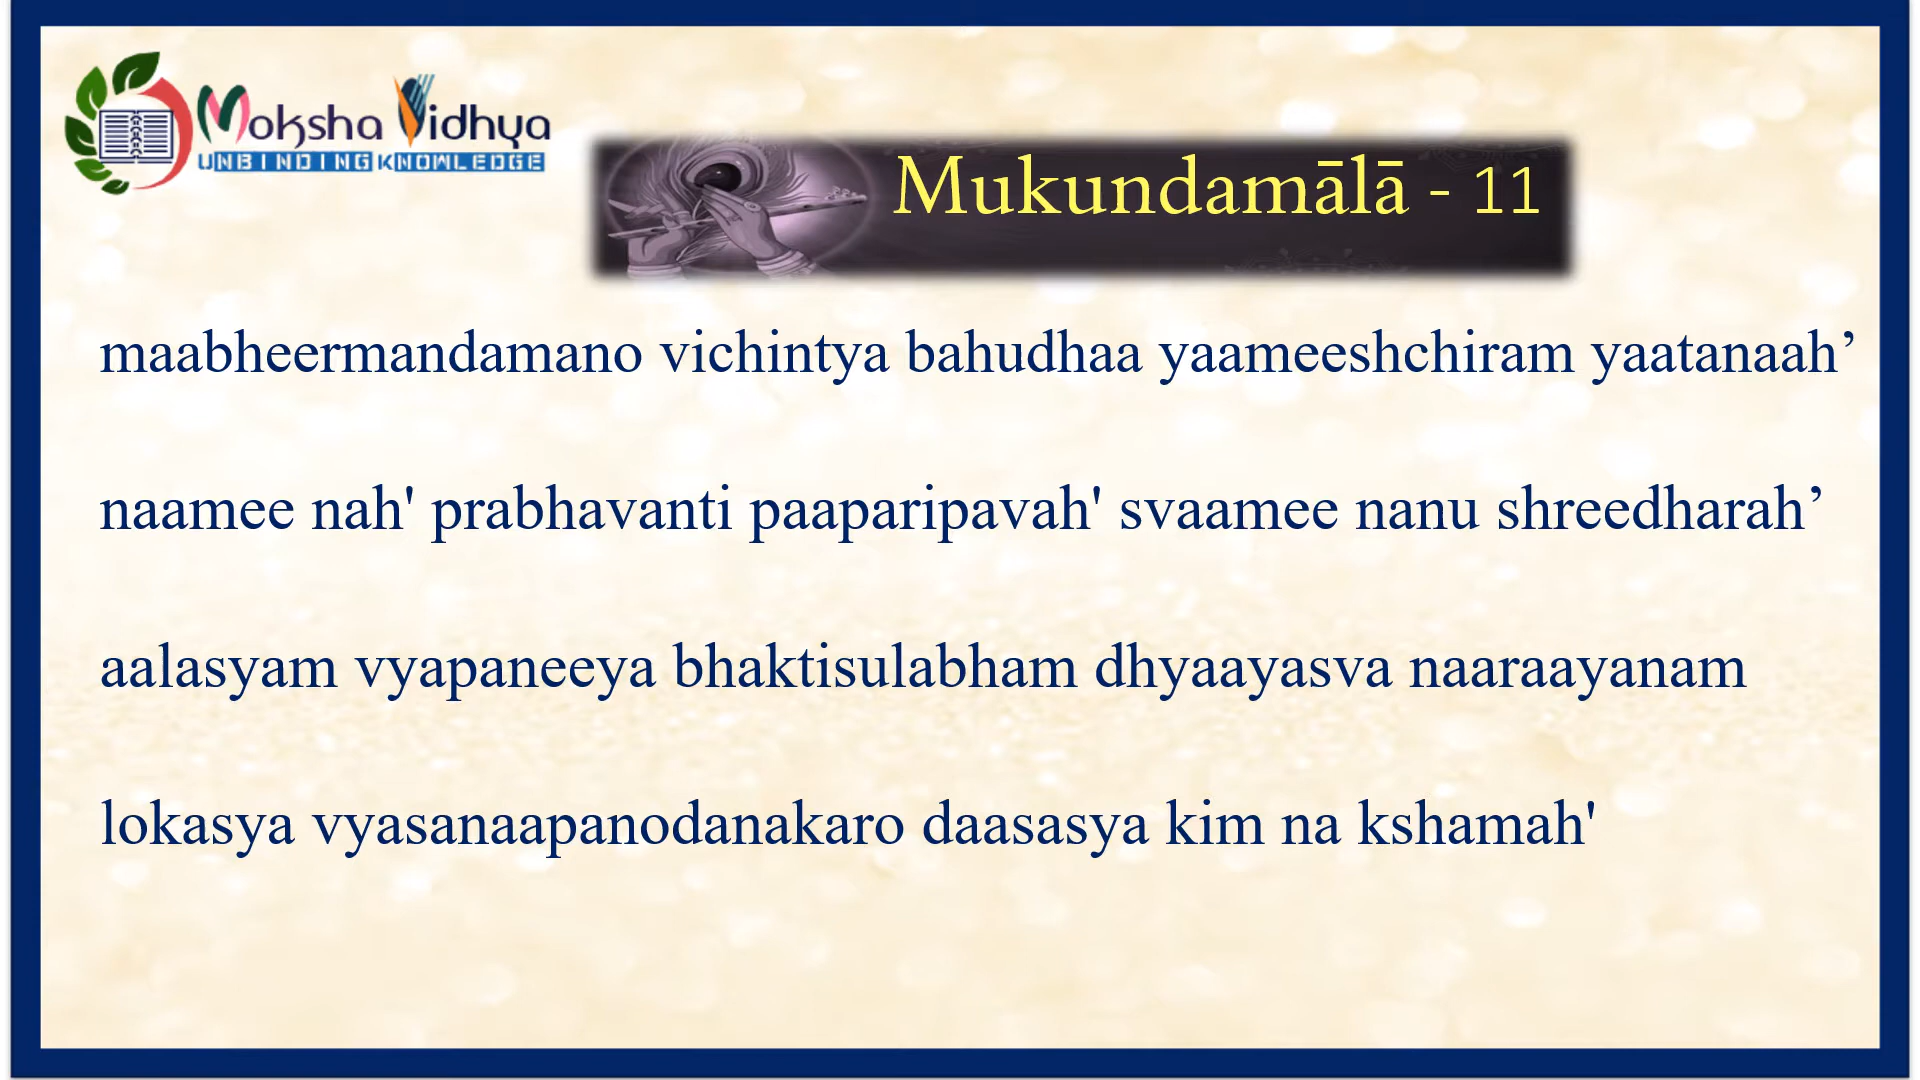 Moksha Vidhya
UNBINDING KNOWLEDGE
Mukundamālā - 11
maabheermandamano vichintya bahudhaa yaameeshchiram yaatanaah’
naamee nah' prabhavanti paaparipavah' svaamee nanu shreedharah’
aalasyam vyapaneeya bhaktisulabham dhyaayasva naaraayanam
lokasya vyasanaapanodanakaro daasasya kim na kshamah'